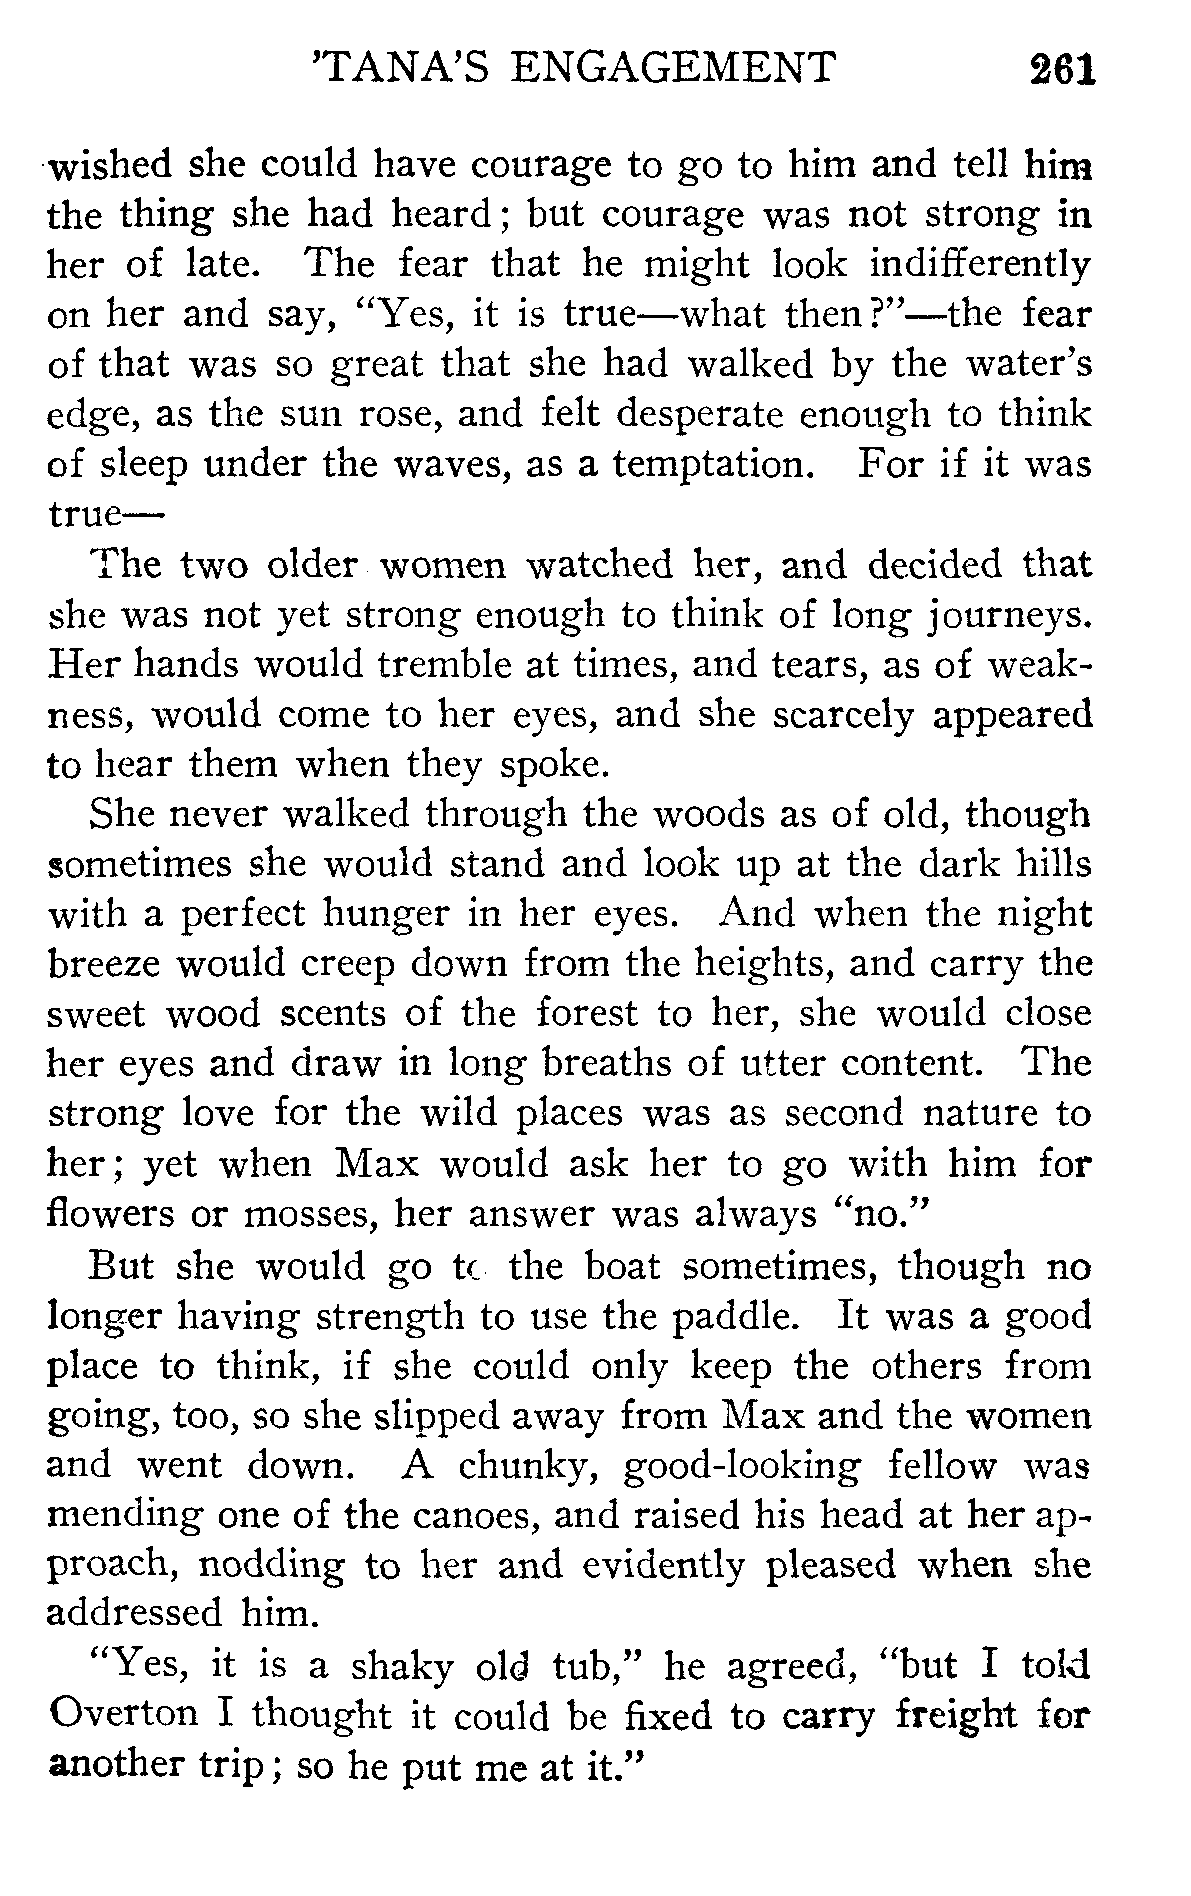 ’TANA’S ENGAGEMENT 261
wished she could have courage to go to him and tell him
the thing she had heard; but courage was not strong in
her of late. The fear that he might look indifferently
on her and say, “Yes, it is true—what then?”—the fear
of that was so great that she had walked by the water’s
edge, as the sun rose, and felt desperate enough to think
of sleep under the waves, as a temptation. For if it was
true—
The two older women watched her, and decided that
she was not yet strong enough to think of long journeys.
Her hands would tremble at times, and tears, as of weak-
ness, would come to her eyes, and she scarcely appeared
to hear them when they spoke.
She never walked through the woods as of old, though
sometimes she would stand and look up at the dark hills
with a perfect hunger in her eyes. And when the night
breeze would creep down from the heights, and carry the
sweet wood scents of the forest to her, she would close
her eyes and draw in long breaths of utter content. The
strong love for the wild places was as second nature to
her; yet when Max would ask her to go with him for
flowers or mosses, her answer was always “no.”
But she would go to the boat sometimes, though no
longer having strength to use the paddle. It was a good
place to think, if she could only keep the others from
going, too, so she slipped away from Max and the women
and went down. A chunky, good-looking fellow was
mending one of the canoes, and raised his head at her ap-
proach, nodding to her and evidently pleased when she
addressed him.
“Yes, it is a shaky old tub,” he agreed, “but I told
Overton I thought it could be fixed to carry freight for
another trip; so he put me at it.”